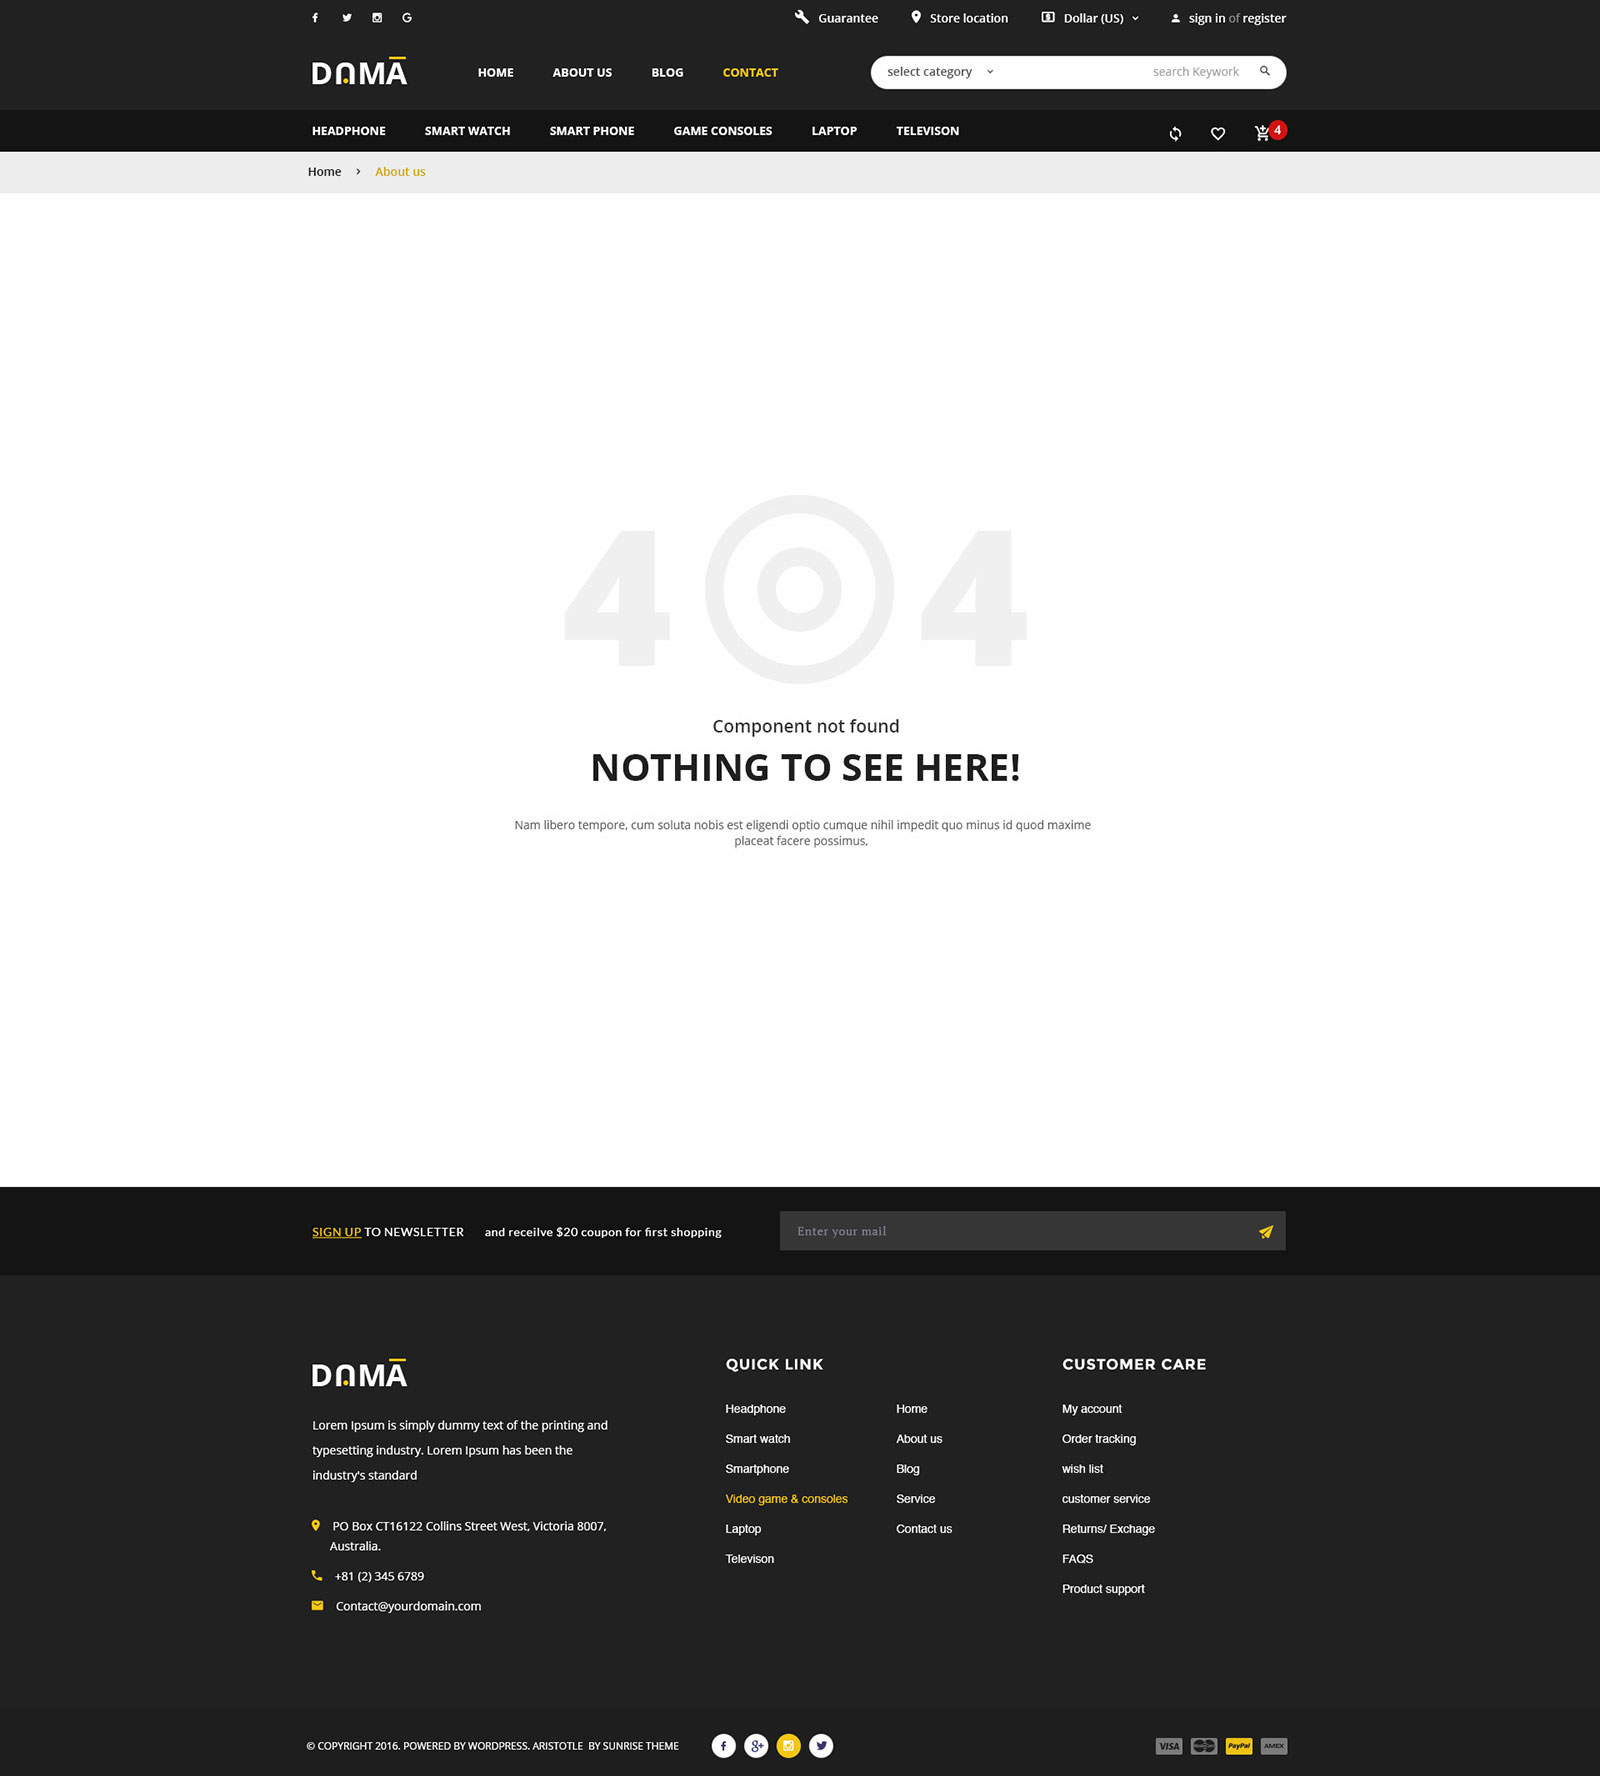 Guarantee Store location Dollar (US) sign in of register
DAMA HOME ABOUT US BLOG CONTACT select category search Keywork
HEADPHONE SMART WATCH SMART PHONE GAME CONSOLES LAPTOP TELEVISON 4
Home > About us
404
Component not found
NOTHING TO SEE HERE!
Nam libero tempore, cum soluta nobis est eligendi optio cumque nihil impedit quo minus id quod maxime
placeat facere possimus,
SIGN UP TO NEWSLETTER and receilve $20 coupon for first shopping Enter your mail
DAMA
Lorem Ipsum is simply dummy text of the printing and
typesetting industry. Lorem Ipsum has been the
industry's standard
PO Box CT16122 Collins Street West, Victoria 8007,
Australia.
+81 (2) 345 6789
Contact@yourdomain.com
QUICK LINK
Headphone
Smart watch
Smartphone
Video game & consoles
Laptop
Televison
Home
About us
Blog
Service
Contact us
CUSTOMER CARE
My account
Order tracking
wish list
customer service
Returns/ Exchage
FAQS
Product support
© COPYRIGHT 2016. POWERED BY WORDPRESS. ARISTOTLE BY SUNRISE THEME
VISA MasterCard PayPal AMEX